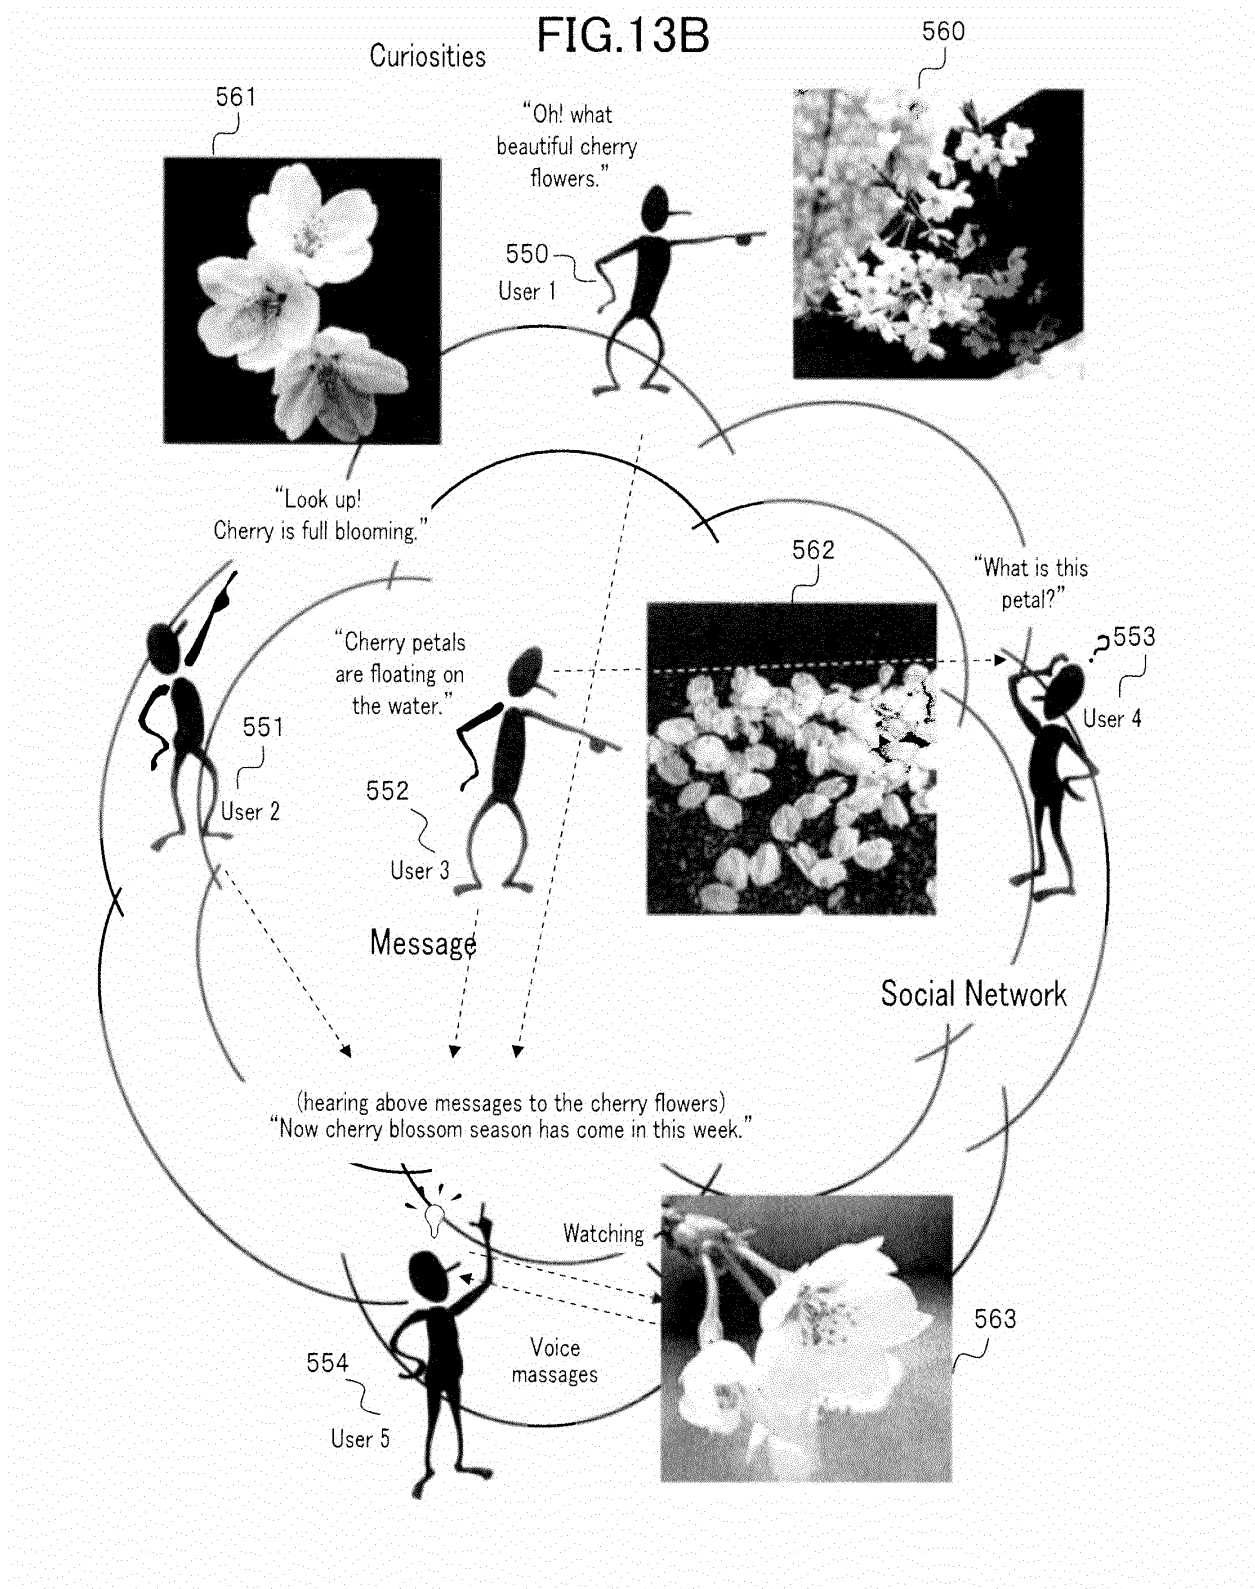 FIG.13B
Curiosities
560
561
“Oh! what
beautiful cherry
flowers.”
550
User 1
“Look up!
Cherry is full blooming.”
562
“What is this
petal?”
“Cherry petals
are floating on
the water.”
?
553
User 4
551
User 2
552
User 3
Message
Social Network
(hearing above messages to the cherry flowers)
“Now cherry blossom season has come in this week.”
Watching
563
Voice
massages
554
User 5